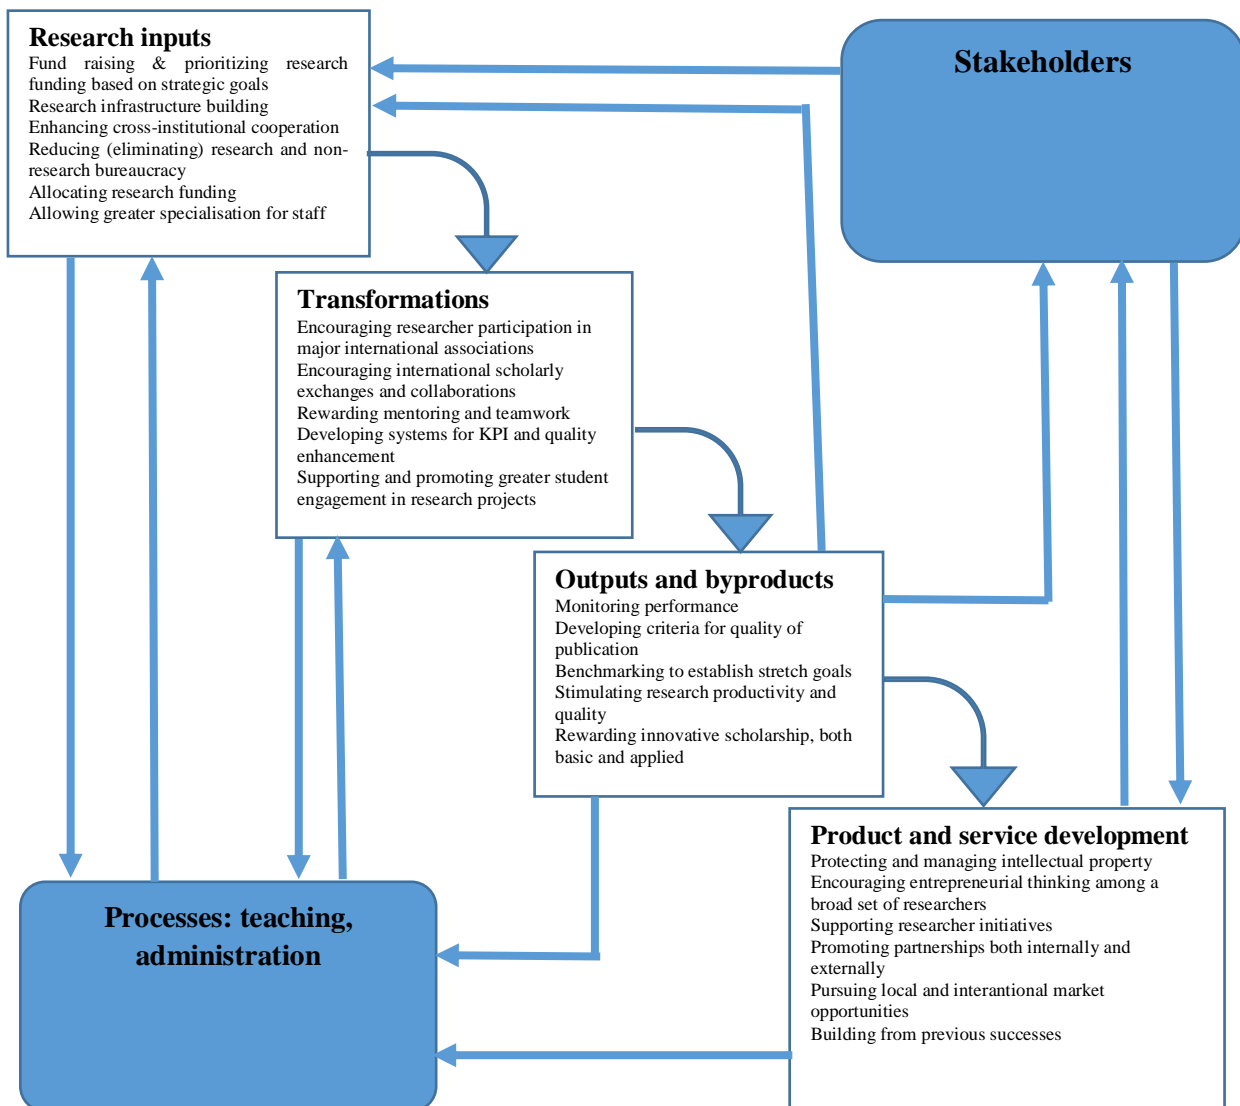 Research inputs
Fund raising & prioritizing research
funding based on strategic goals
Research infrastructure building
Enhancing cross-institutional cooperation
Reducing (eliminating) research and non-
research bureaucracy
Allocating research funding
Allowing greater specialisation for staff
Stakeholders
Transformations
Encouraging researcher participation in
major international associations
Encouraging international scholarly
exchanges and collaborations
Rewarding mentoring and teamwork
Developing systems for KPI and quality
enhancement
Supporting and promoting greater student
engagement in research projects
Outputs and byproducts
Monitoring performance
Developing criteria for quality of
publication
Benchmarking to establish stretch goals
Stimulating research productivity and
quality
Rewarding innovative scholarship, both
basic and applied
Product and service development
Protecting and managing intellectual property
Encouraging entrepreneurial thinking among a
broad set of researchers
Supporting researcher initiatives
Promoting partnerships both internally and
externally
Pursuing local and interantional market
opportunities
Building from previous successes
Processes: teaching,
administration